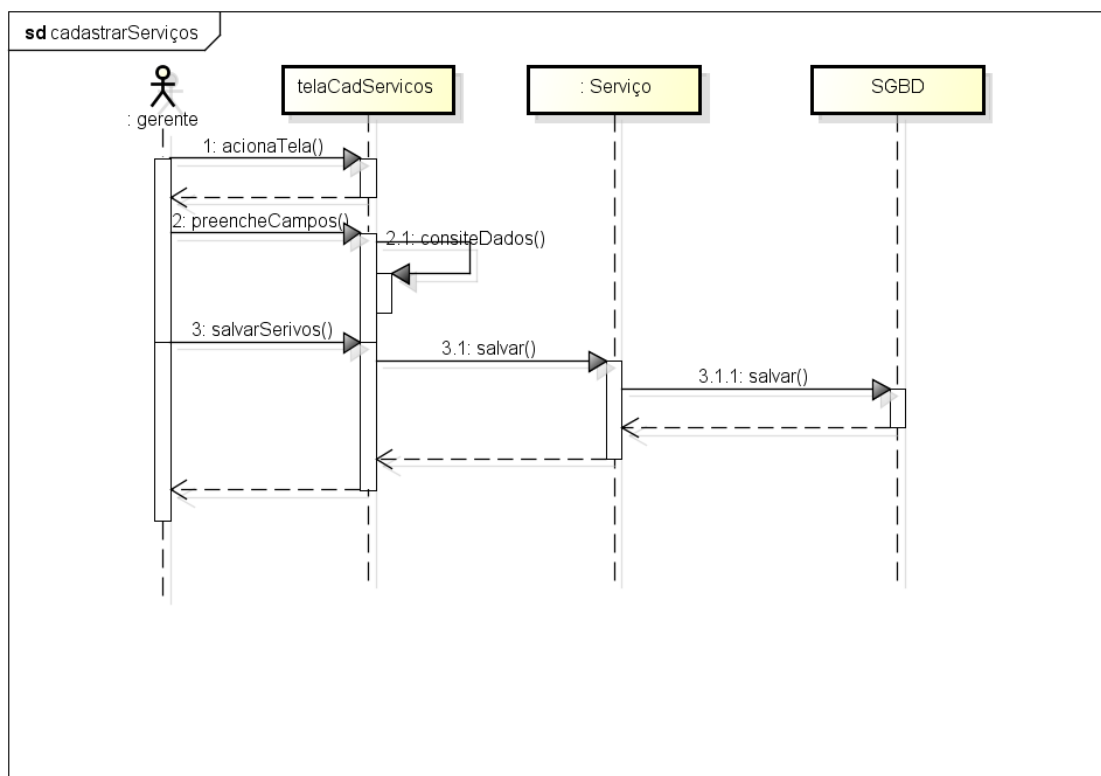 sd cadastrarServiços
: gerente
telaCadServicos
: Serviço
SGBD
1: acionaTela()
2: preencheCampos()
2.1: consiteDados()
3: salvarSerivos()
3.1: salvar()
3.1.1: salvar()